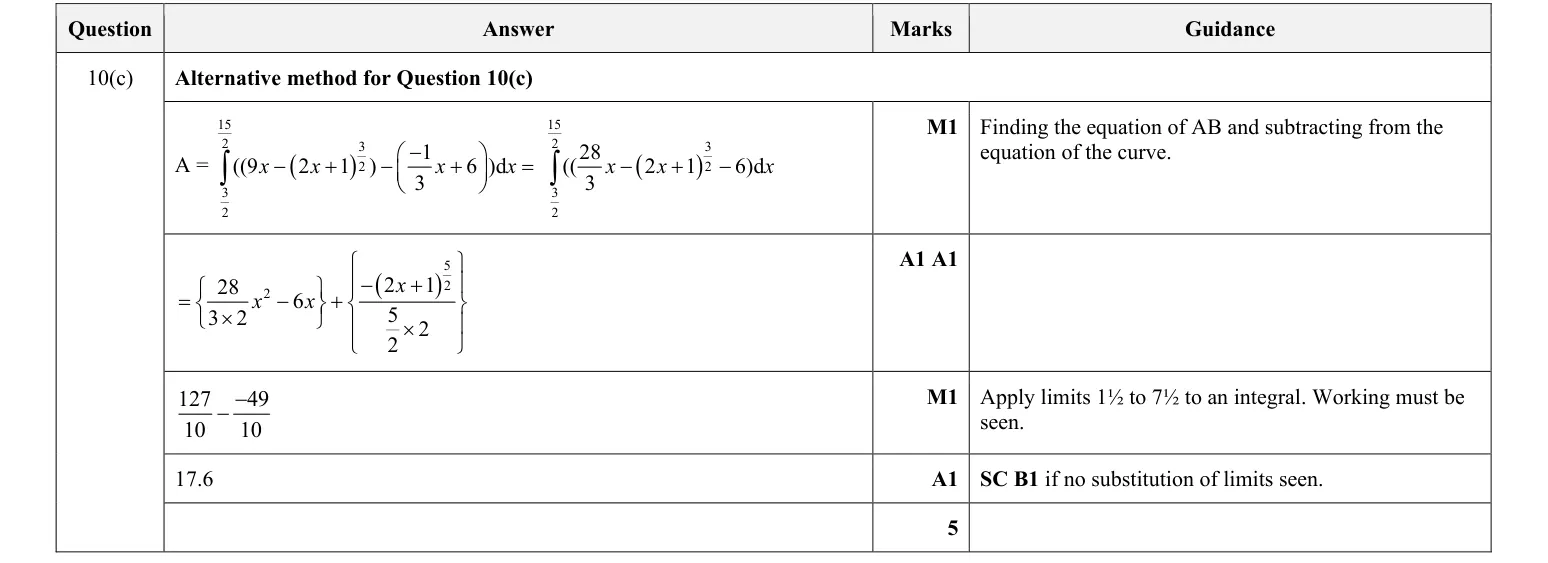 Question Answer Marks Guidance
10(c) Alternative method for Question 10(c)
A = ∫_{3/2}^{15/2} ((9x − (2x + 1)^{3/2}) − (−1/3 x + 6))dx = ∫_{3/2}^{15/2} ((28/3 x − (2x + 1)^{3/2} − 6)dx
M1
Finding the equation of AB and subtracting from the
equation of the curve.
= {28/(3 × 2) x² − 6x} + {−(2x + 1)^{5/2} / (5/2 × 2)}
A1 A1
127/10 − −49/10
M1
Apply limits 1½ to 7½ to an integral. Working must be
seen.
17.6 A1 SC B1 if no substitution of limits seen.
5